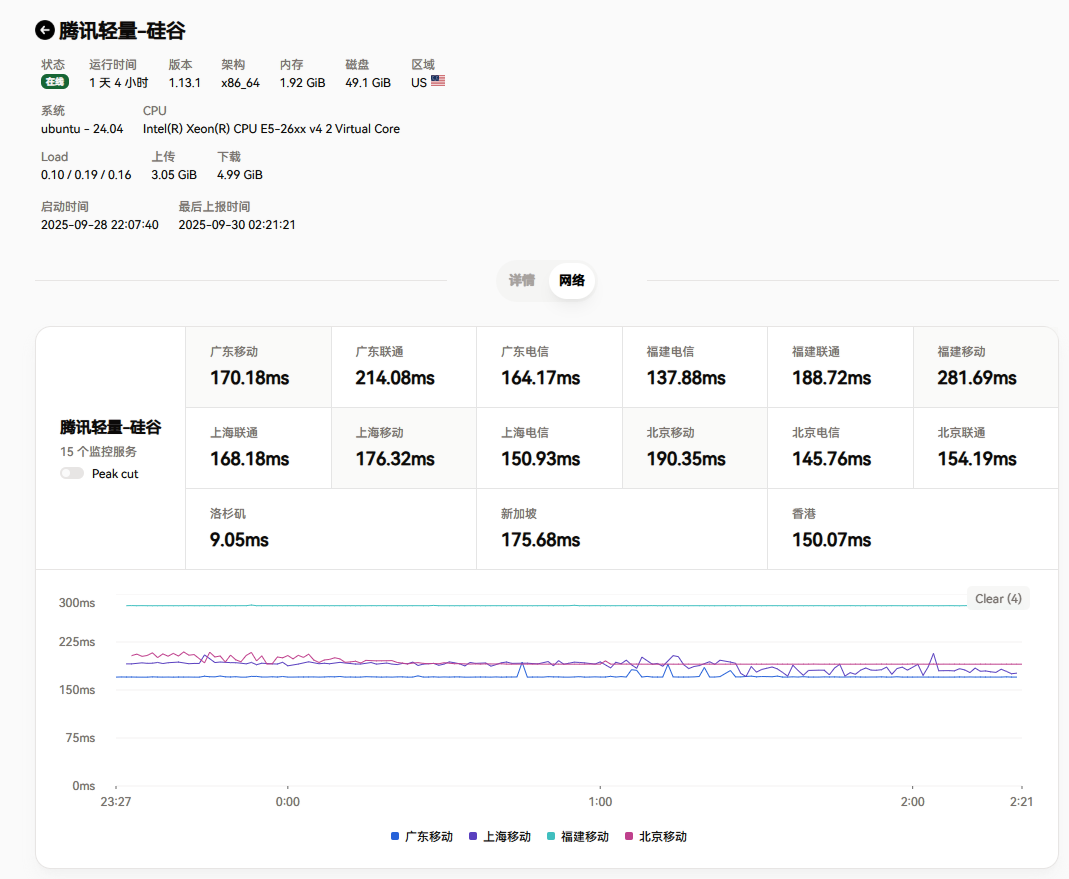 腾讯轻量-硅谷
状态 运行时间 版本 架构 内存 磁盘 区域
在线 1 天 4 小时 1.13.1 x86_64 1.92 GiB 49.1 GiB US
系统 CPU
ubuntu - 24.04 Intel(R) Xeon(R) CPU E5-26xx v4 2 Virtual Core
Load 上传 下载
0.10 / 0.19 / 0.16 3.05 GiB 4.99 GiB
启动时间 最后上报时间
2025-09-28 22:07:40 2025-09-30 02:21:21
详情 网络
腾讯轻量-硅谷
15 个监控服务
Peak cut
广东移动 广东联通 广东电信 福建电信 福建联通 福建移动
170.18ms 214.08ms 164.17ms 137.88ms 188.72ms 281.69ms
上海联通 上海移动 上海电信 北京移动 北京电信 北京联通
168.18ms 176.32ms 150.93ms 190.35ms 145.76ms 154.19ms
洛杉矶 新加坡 香港
9.05ms 175.68ms 150.07ms
Clear (4)
300ms
225ms
150ms
75ms
0ms
23:27 0:00 1:00 2:00 2:21
广东移动 上海移动 福建移动 北京移动